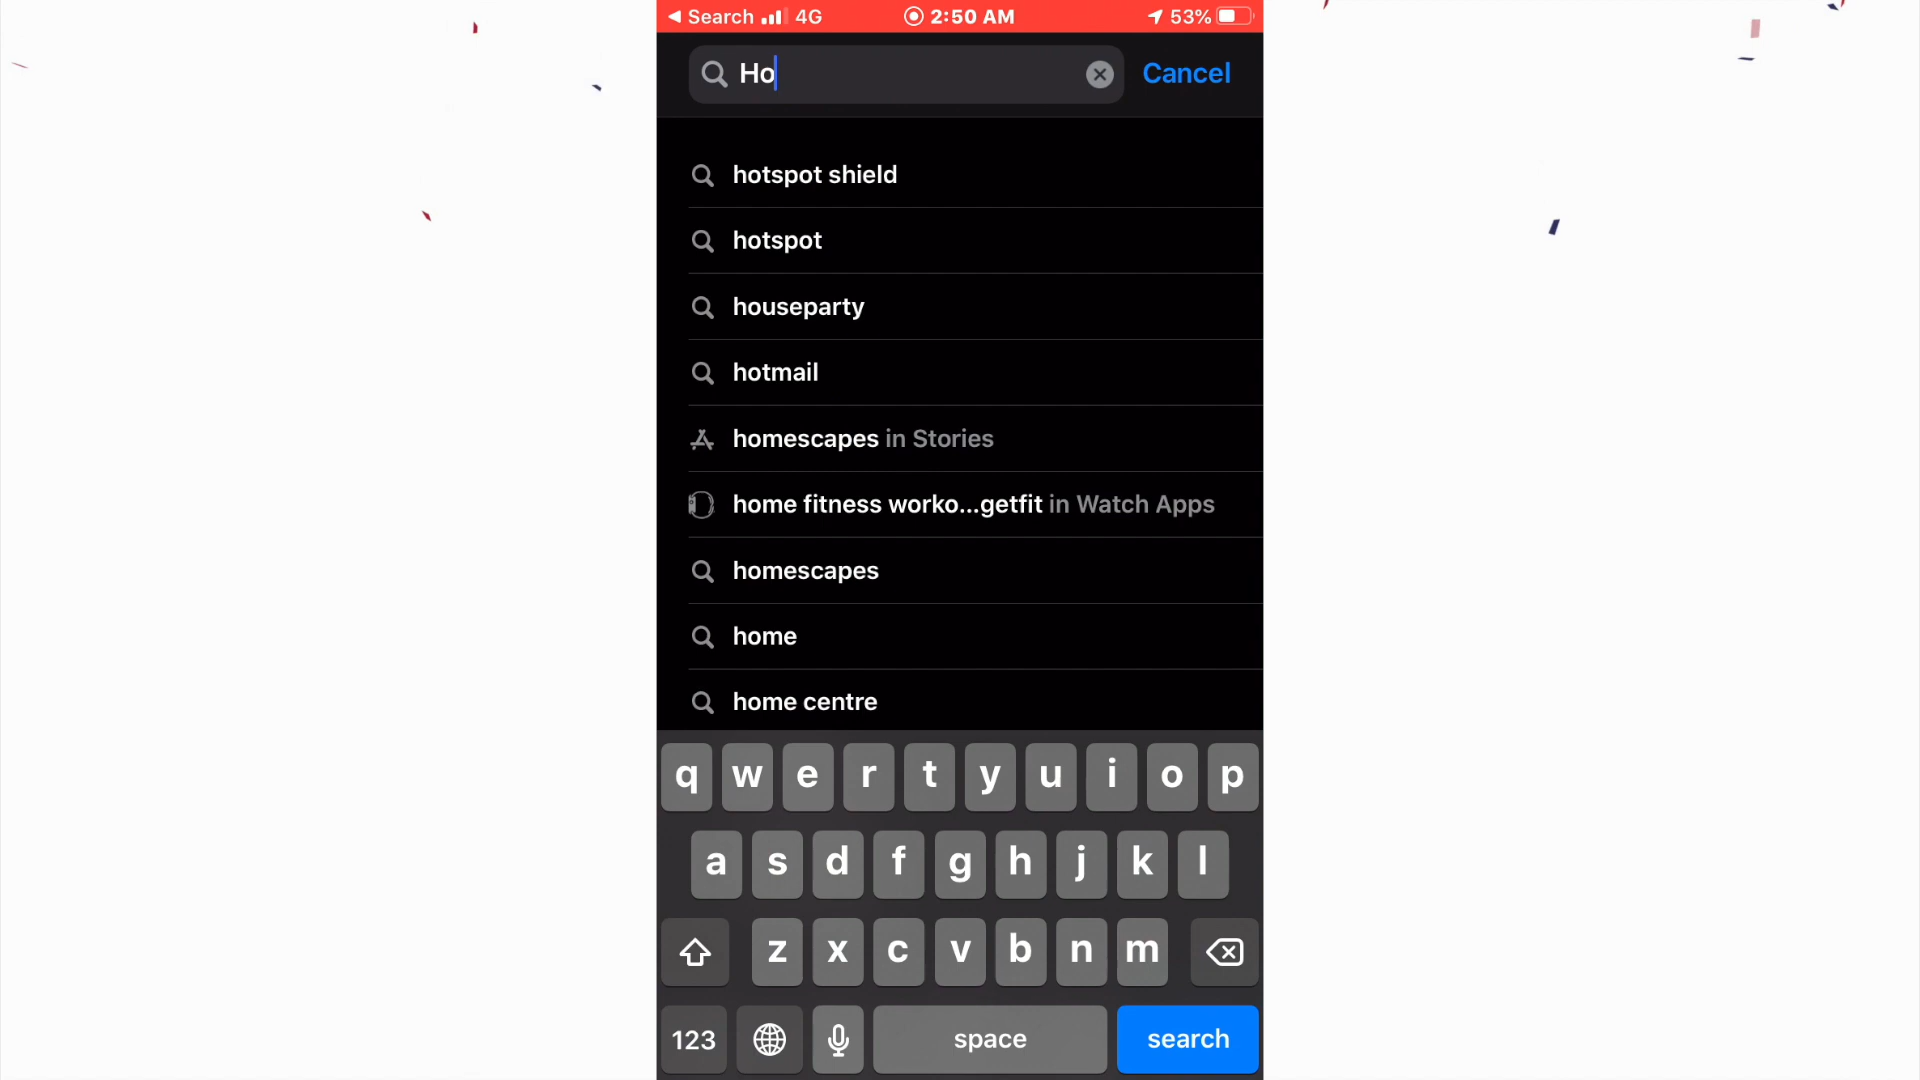 Search 4G 2:50 AM 53%
Ho Cancel
hotspot shield
hotspot
houseparty
hotmail
homescapes in Stories
home fitness worko...getfit in Watch Apps
homescapes
home
home centre
q w e r t y u i o p
a s d f g h j k l
z x c v b n m
123 space search